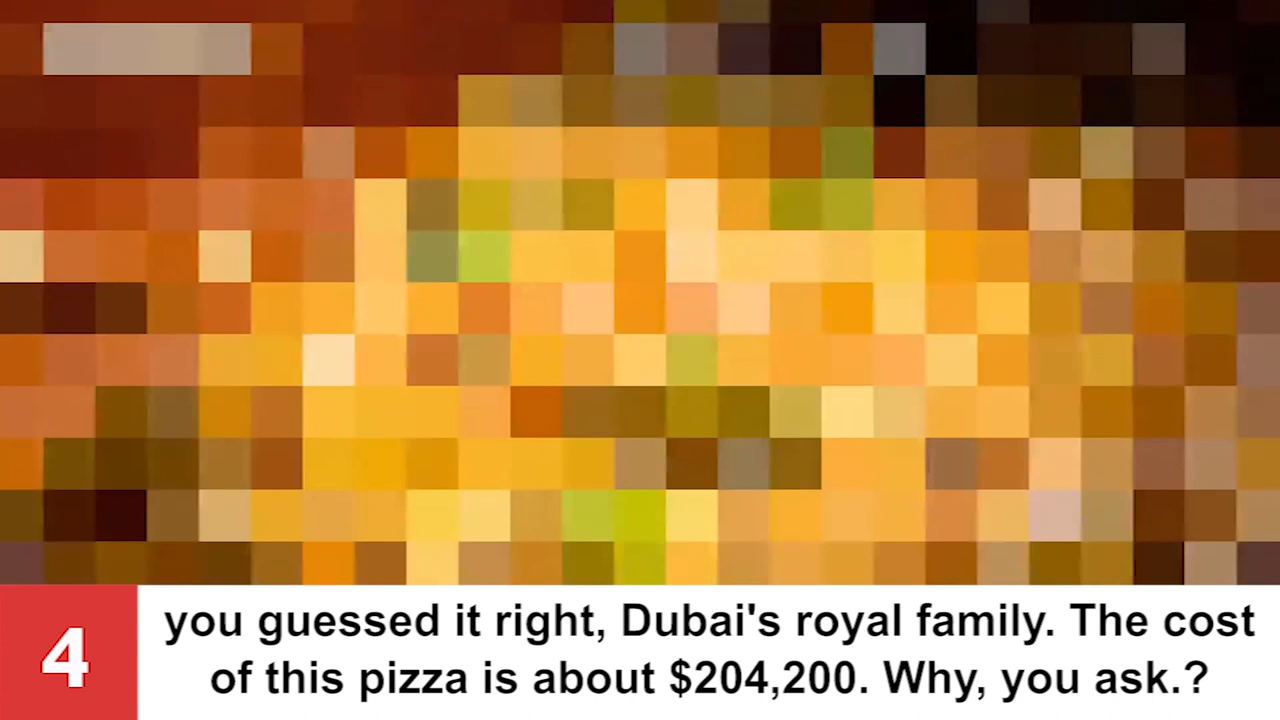 4
you guessed it right, Dubai's royal family. The cost
of this pizza is about $204,200. Why, you ask.?